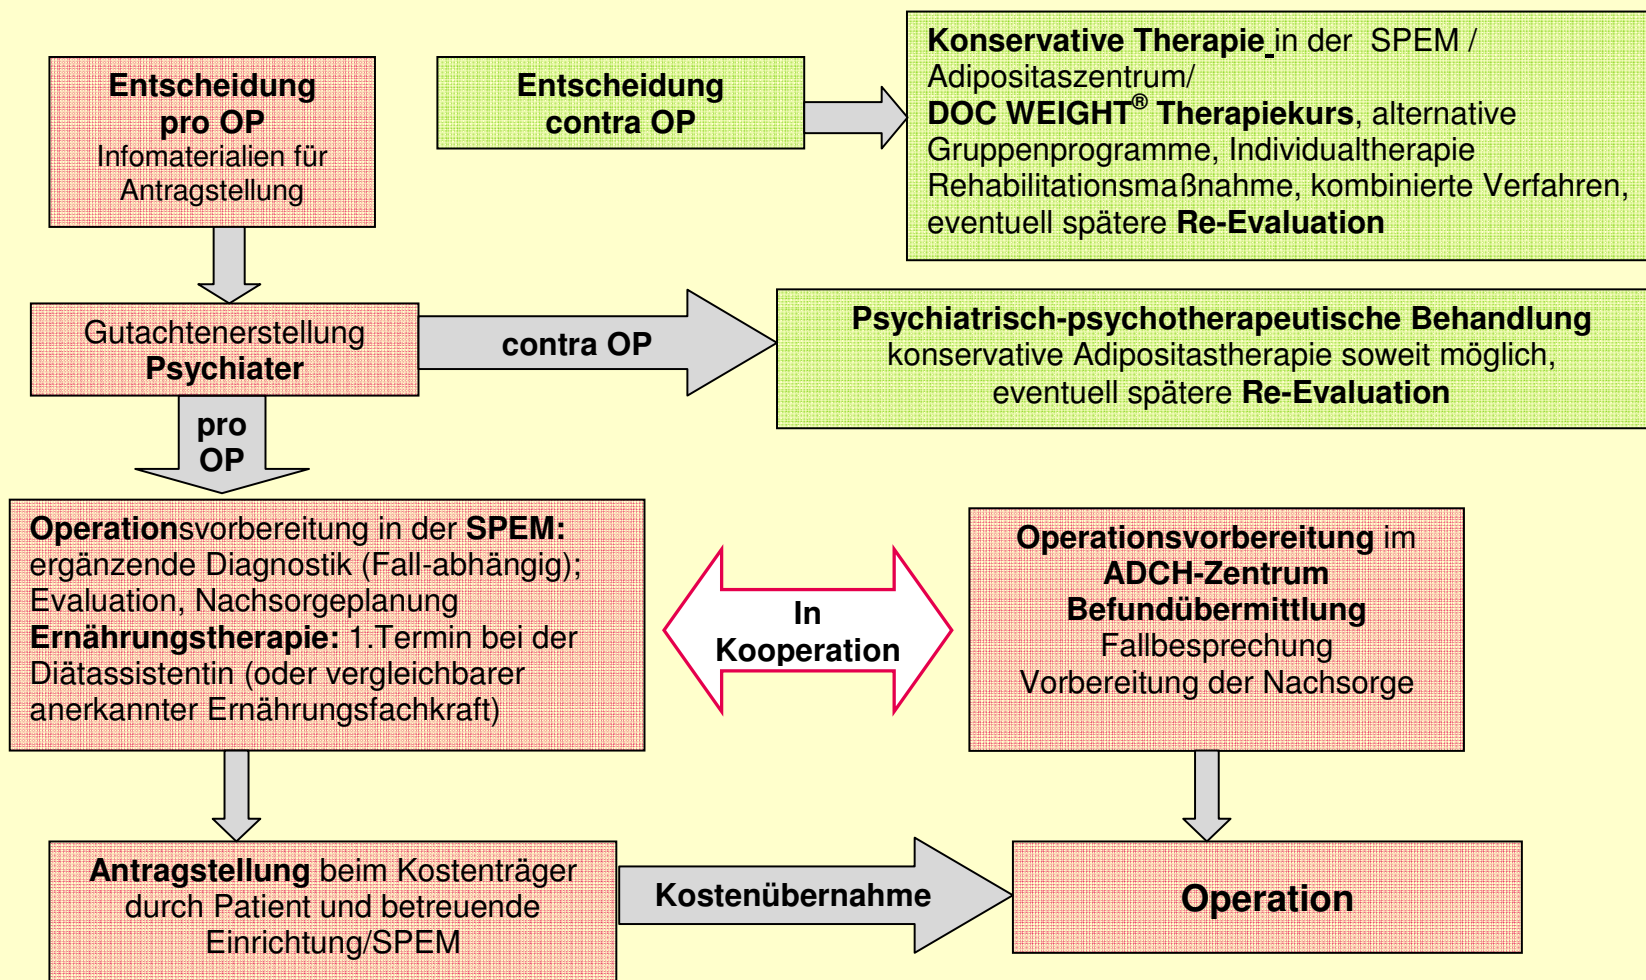 Entscheidung
pro OP
Infomaterialien für
Antragstellung
Entscheidung
contra OP
Konservative Therapie in der SPEM /
Adipositaszentrum/
DOC WEIGHT® Therapiekurs, alternative
Gruppenprogramme, Individualtherapie
Rehabilitationsmaßnahme, kombinierte Verfahren,
eventuell spätere Re-Evaluation
Gutachtenerstellung
Psychiater
contra OP
Psychiatrisch-psychotherapeutische Behandlung
konservative Adipositastherapie soweit möglich,
eventuell spätere Re-Evaluation
pro
OP
Operationsvorbereitung in der SPEM:
ergänzende Diagnostik (Fall-abhängig);
Evaluation, Nachsorgeplanung
Ernährungstherapie: 1.Termin bei der
Diätassistentin (oder vergleichbarer
anerkannter Ernährungsfachkraft)
In
Kooperation
Operationsvorbereitung im
ADCH-Zentrum
Befundübermittlung
Fallbesprechung
Vorbereitung der Nachsorge
Antragstellung beim Kostenträger
durch Patient und betreuende
Einrichtung/SPEM
Kostenübernahme
Operation